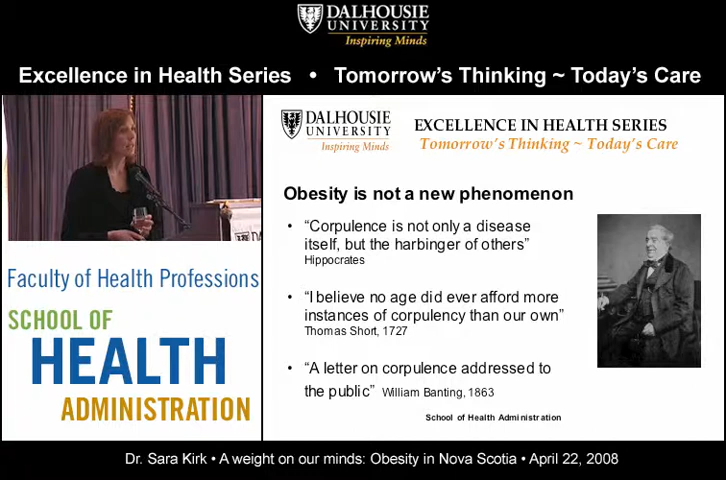 DALHOUSIE
UNIVERSITY
Inspiring Minds
Excellence in Health Series • Tomorrow's Thinking ~ Today's Care
DALHOUSIE
UNIVERSITY
Inspiring Minds
EXCELLENCE IN HEALTH SERIES
Tomorrow's Thinking ~ Today's Care
Obesity is not a new phenomenon
• “Corpulence is not only a disease
itself, but the harbinger of others”
Hippocrates
• “I believe no age did ever afford more
instances of corpulency than our own”
Thomas Short, 1727
• “A letter on corpulence addressed to
the public” William Banting, 1863
School of Health Administration
Faculty of Health Professions
SCHOOL OF
HEALTH
ADMINISTRATION
Dr. Sara Kirk • A weight on our minds: Obesity in Nova Scotia • April 22, 2008